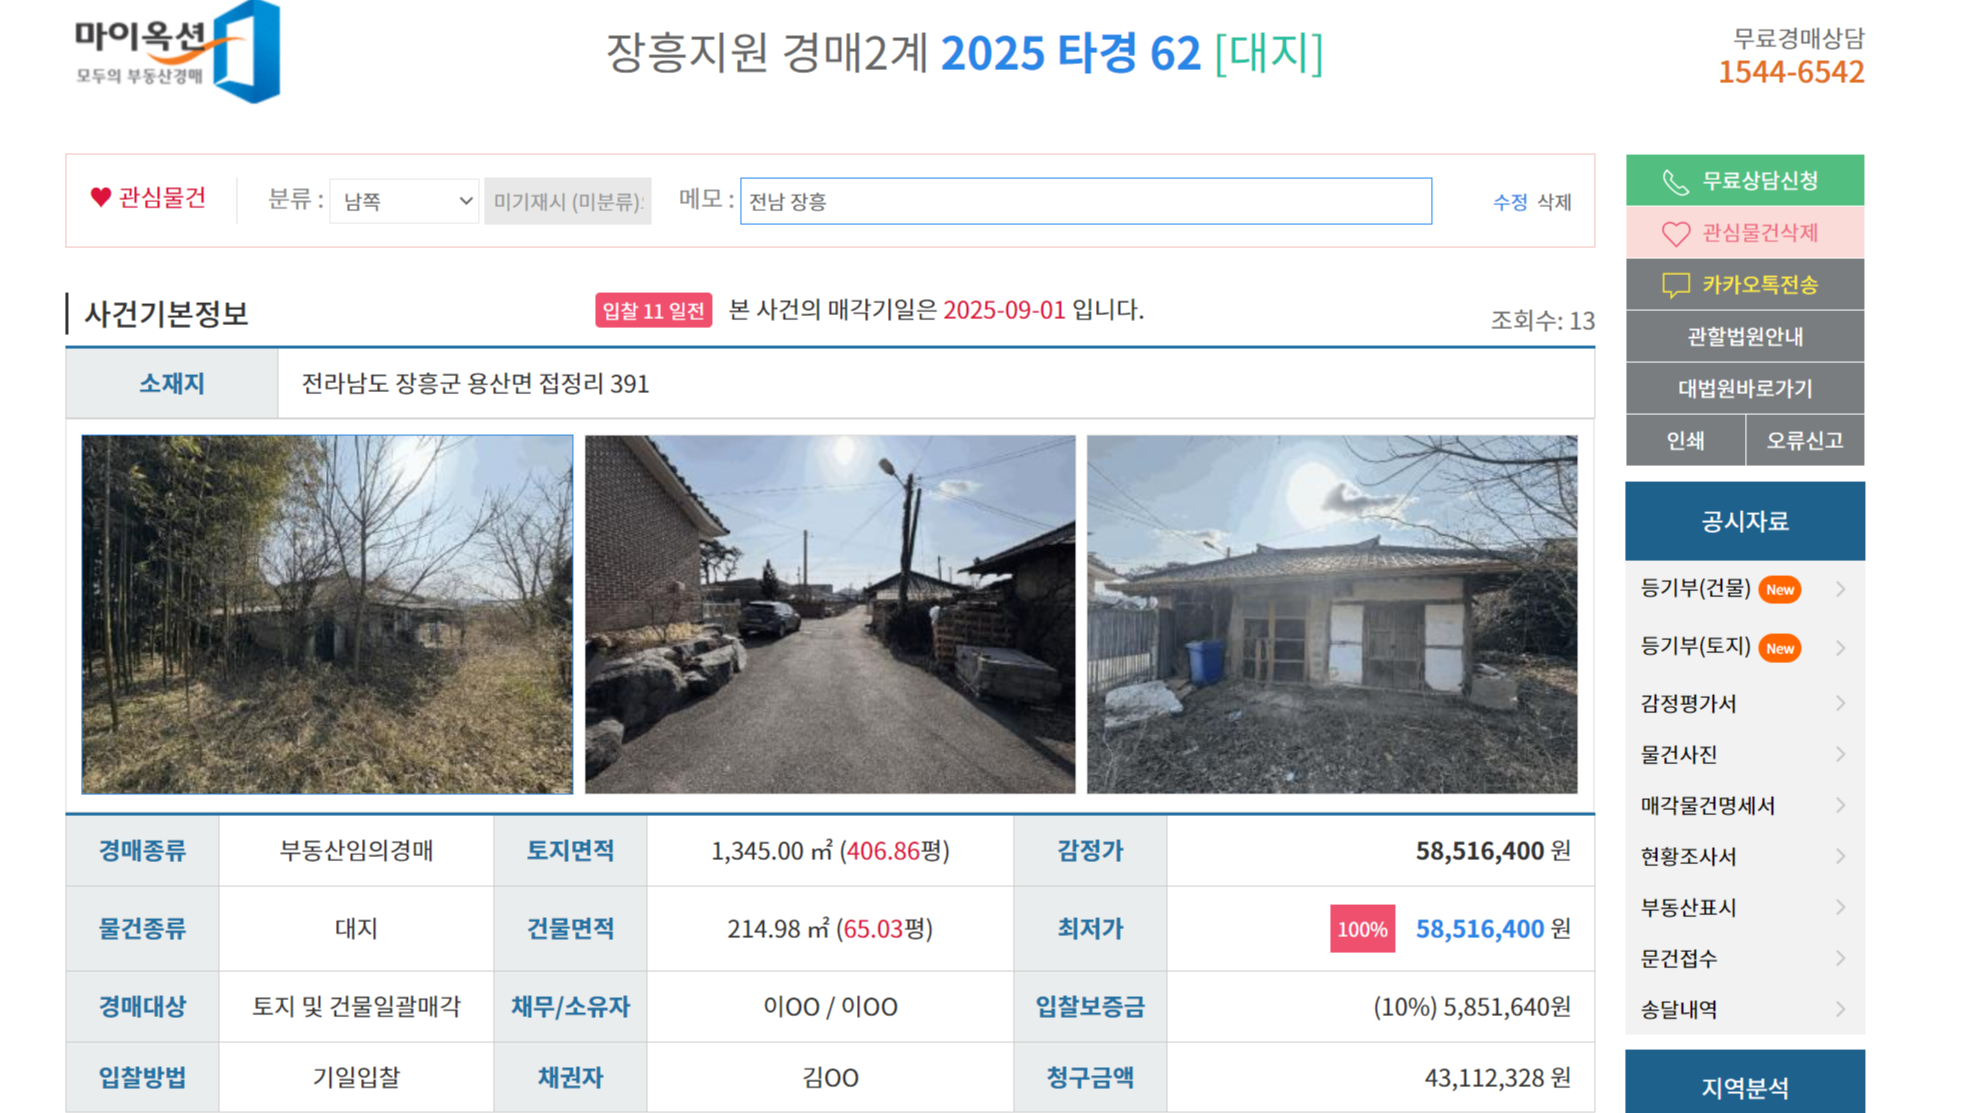 마이옥션
모두의 부동산경매
장흥지원 경매2계 2025 타경 62 [대지]
무료경매상담
1544-6542
관심물건
분류 :
남쪽
미기재시 (미분류)
메모 :
전남 장흥
수정 삭제
사건기본정보
입찰 11 일전 본 사건의 매각기일은 2025-09-01 입니다.
조회수: 13
소재지 전라남도 장흥군 용산면 접정리 391
경매종류 부동산임의경매 토지면적 1,345.00 ㎡ (406.86평) 감정가 58,516,400 원
물건종류 대지 건물면적 214.98 ㎡ (65.03평) 최저가 100% 58,516,400 원
경매대상 토지 및 건물일괄매각 채무/소유자 이OO / 이OO 입찰보증금 (10%) 5,851,640원
입찰방법 기일입찰 채권자 김OO 청구금액 43,112,328 원
무료상담신청
관심물건삭제
카카오톡전송
관할법원안내
대법원바로가기
인쇄 오류신고
공시자료
등기부(건물) New
등기부(토지) New
감정평가서
물건사진
매각물건명세서
현황조사서
부동산표시
문건접수
송달내역
지역분석